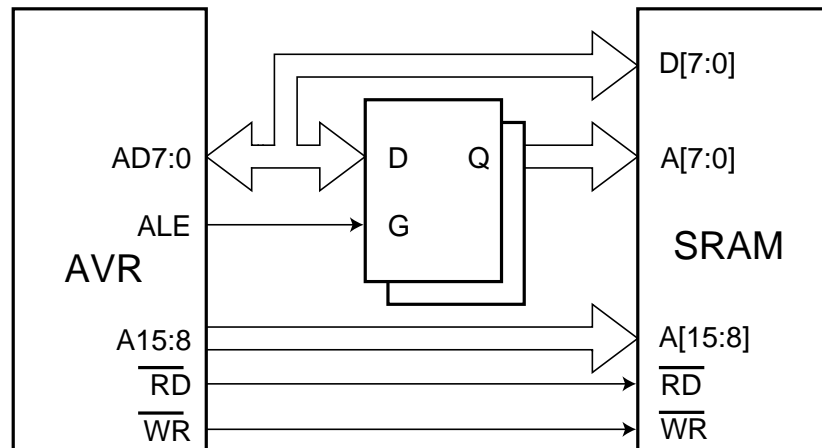 D[7:0]
AD7:0
D
Q
A[7:0]
ALE
G
AVR
SRAM
A15:8
A[15:8]
RD
RD
WR
WR